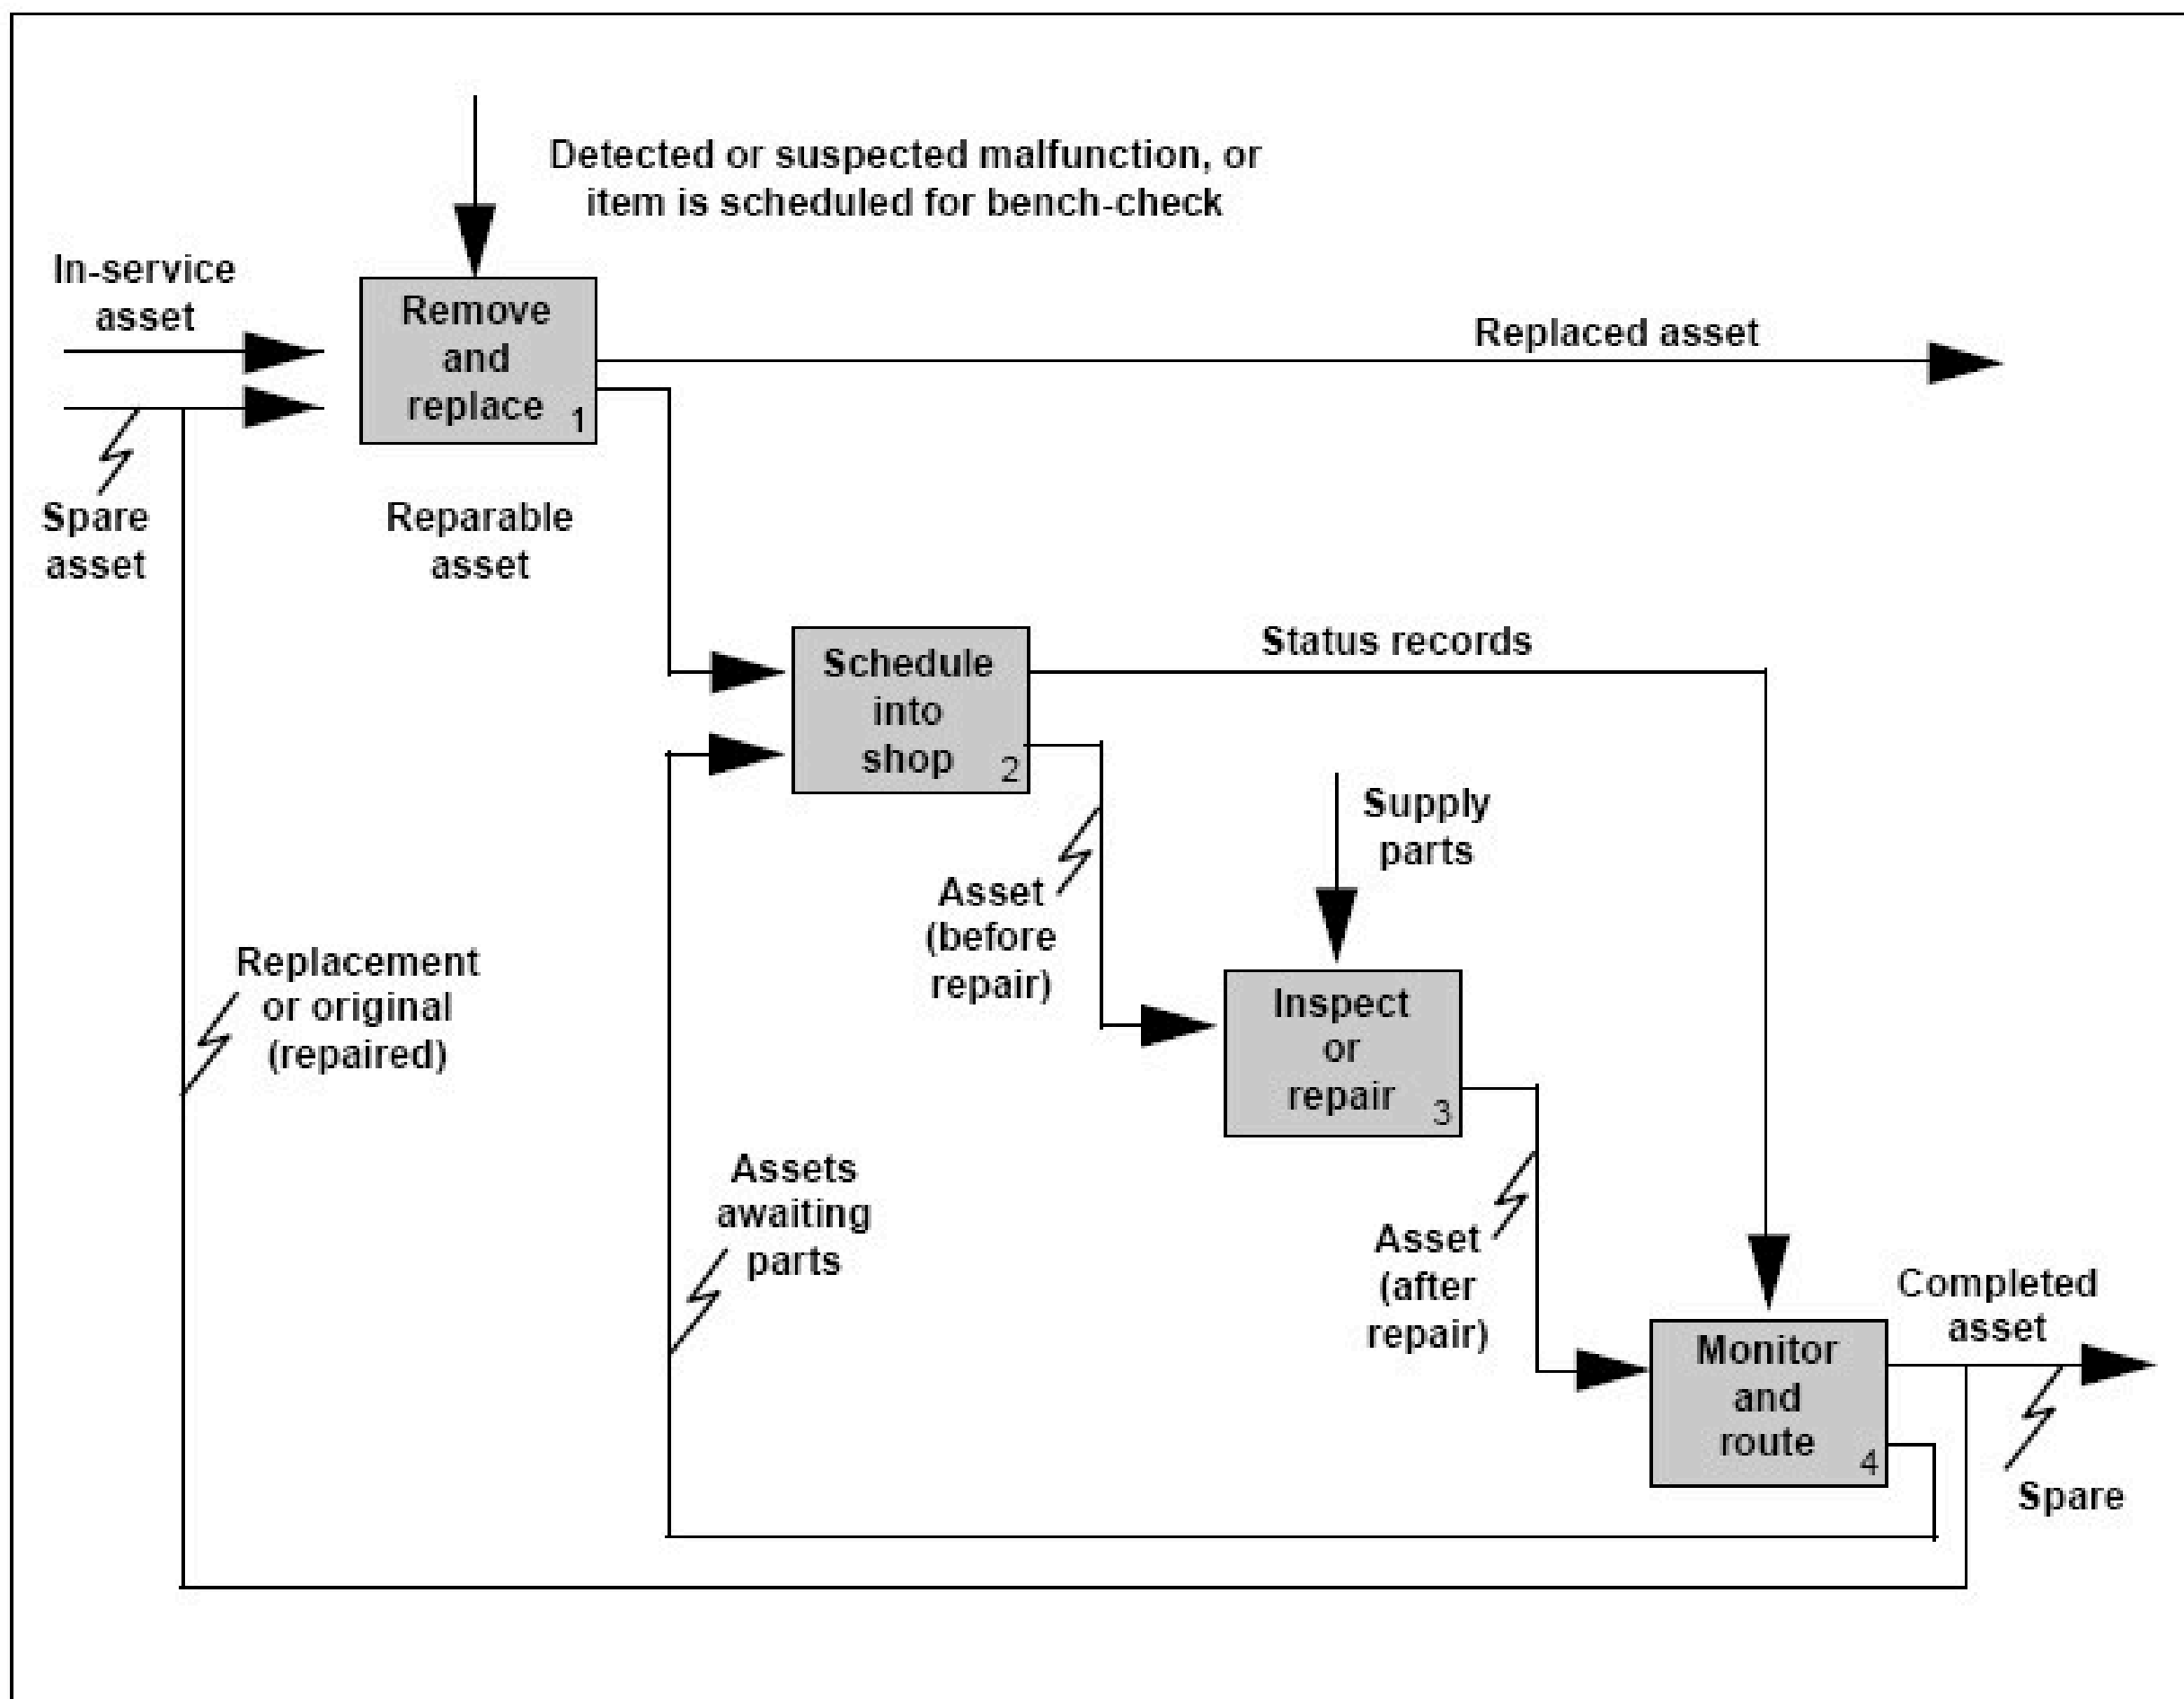 Detected or suspected malfunction, or
item is scheduled for bench-check
In-service
asset
Remove
and
replace
1
Replaced asset
Spare
asset
Reparable
asset
Schedule
into
shop
2
Status records
Supply
parts
Asset
(before
repair)
Replacement
or original
(repaired)
Inspect
or
repair
3
Assets
awaiting
parts
Asset
(after
repair)
Completed
asset
Monitor
and
route
4
Spare